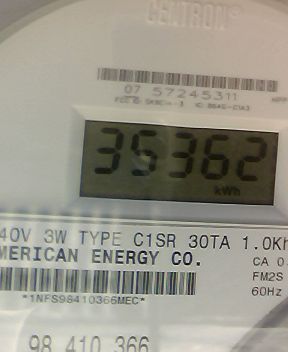 CENTRON®
07 57245311
35362
kWh
40V 3W TYPE C1SR 30TA 1.0Kh
MERICAN ENERGY CO.
CA 0.
FM2S
60Hz
*1NFS98410366MEC*
98 410 366